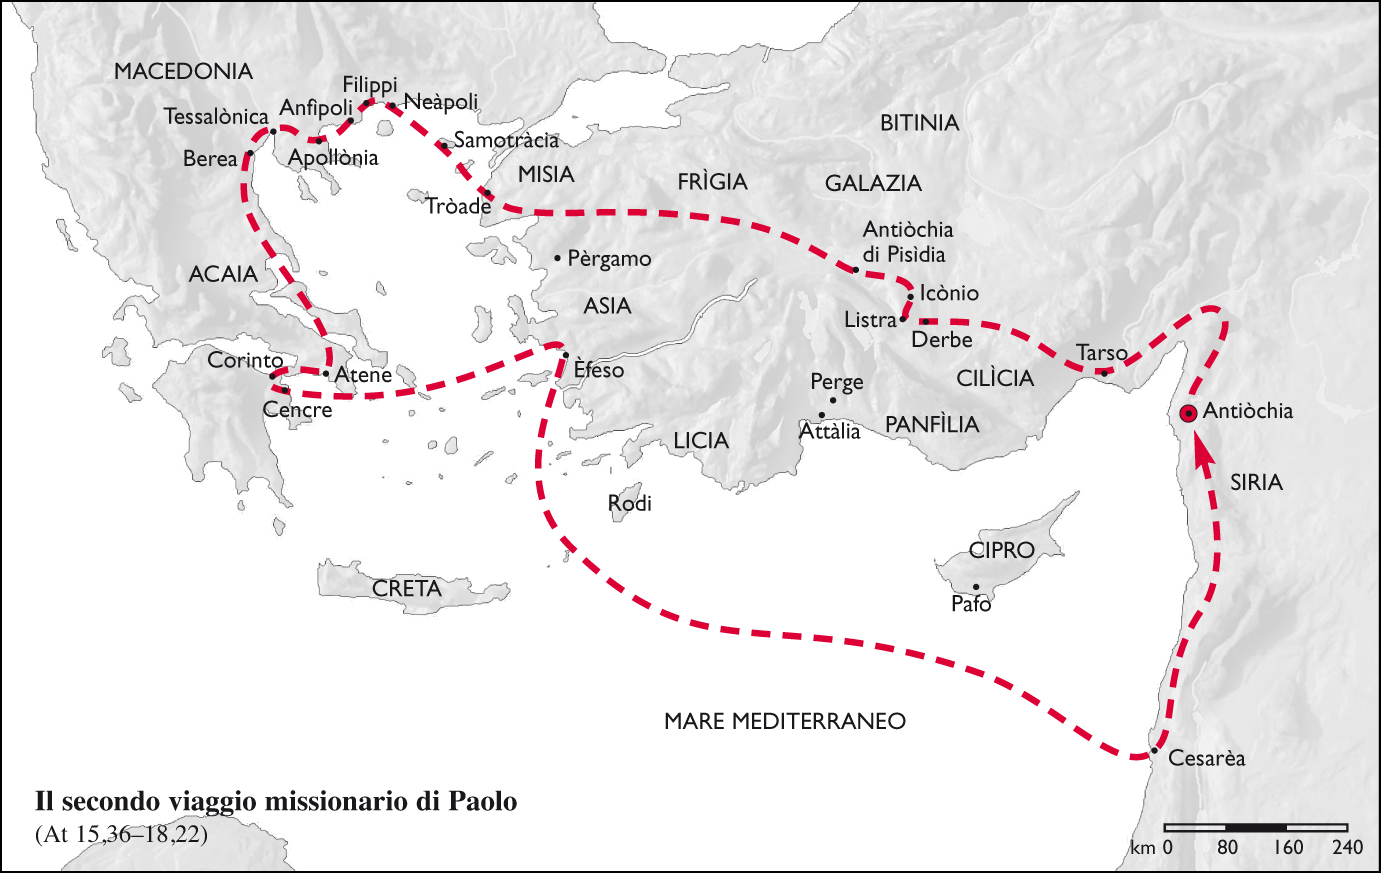 MACEDONIA
Filippi
Neàpoli
Anfìpoli
Tessalònica
Berea
Apollònia
Samotràcia
BITINIA
MISIA
FRÌGIA
GALAZIA
Tròade
Antiòchia
di Pisìdia
Pèrgamo
ACAIA
ASIA
Icònio
Listra
Derbe
Tarso
Corinto
Atene
Èfeso
CILÌCIA
Perge
Cencre
Attàlia
PANFÌLIA
Antiòchia
LICIA
SIRIA
Rodi
CIPRO
CRETA
Pafo
MARE MEDITERRANEO
Cesarèa
Il secondo viaggio missionario di Paolo
(At 15,36–18,22)
km 0 80 160 240